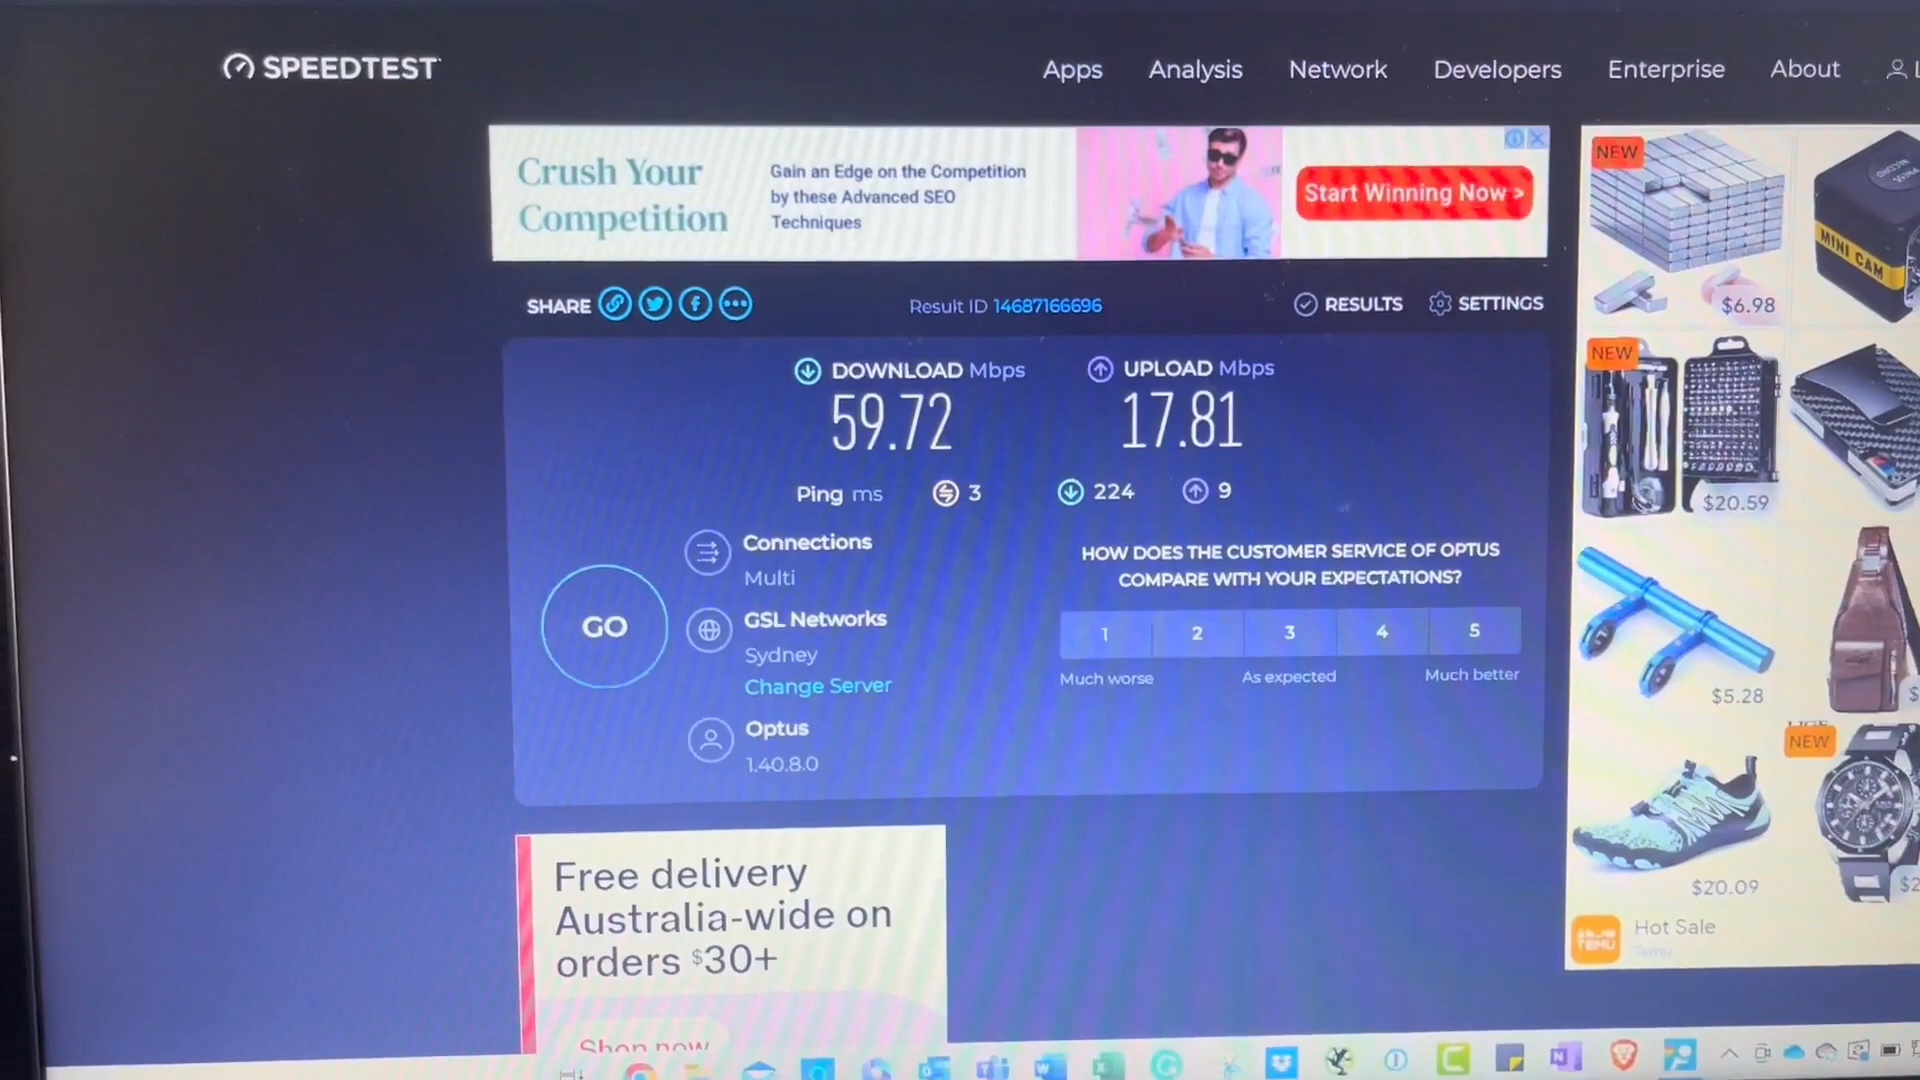 SPEEDTEST
Apps
Analysis
Network
Developers
Enterprise
About
Crush Your
Competition
Gain an Edge on the Competition
by these Advanced SEO
Techniques
Start Winning Now >
SHARE
Result ID 14687166696
RESULTS
SETTINGS
DOWNLOAD Mbps
59.72
UPLOAD Mbps
17.81
Ping ms
3
224
9
Connections
Multi
GO
GSL Networks
Sydney
Change Server
Optus
1.40.8.0
HOW DOES THE CUSTOMER SERVICE OF OPTUS
COMPARE WITH YOUR EXPECTATIONS?
1 2 3 4 5
Much worse
As expected
Much better
Free delivery
Australia-wide on
orders $30+
Shop now
NEW
$6.98
MINI CAM
NEW
$20.59
$5.28
NEW
$20.09
TEMU
Hot Sale
Temu